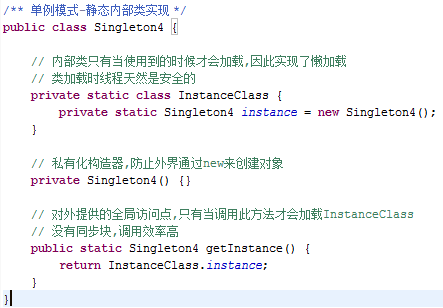 /** 单例模式-静态内部类实现 */
public class Singleton4 {
// 内部类只有当使用到的时候才会加载,因此实现了懒加载
// 类加载时线程天然是安全的
private static class InstanceClass {
private static Singleton4 instance = new Singleton4();
}
// 私有化构造器,防止外界通过new来创建对象
private Singleton4() {}
// 对外提供的全局访问点,只有当调用此方法才会加载InstanceClass
// 没有同步块,调用效率高
public static Singleton4 getInstance() {
return InstanceClass.instance;
}
}